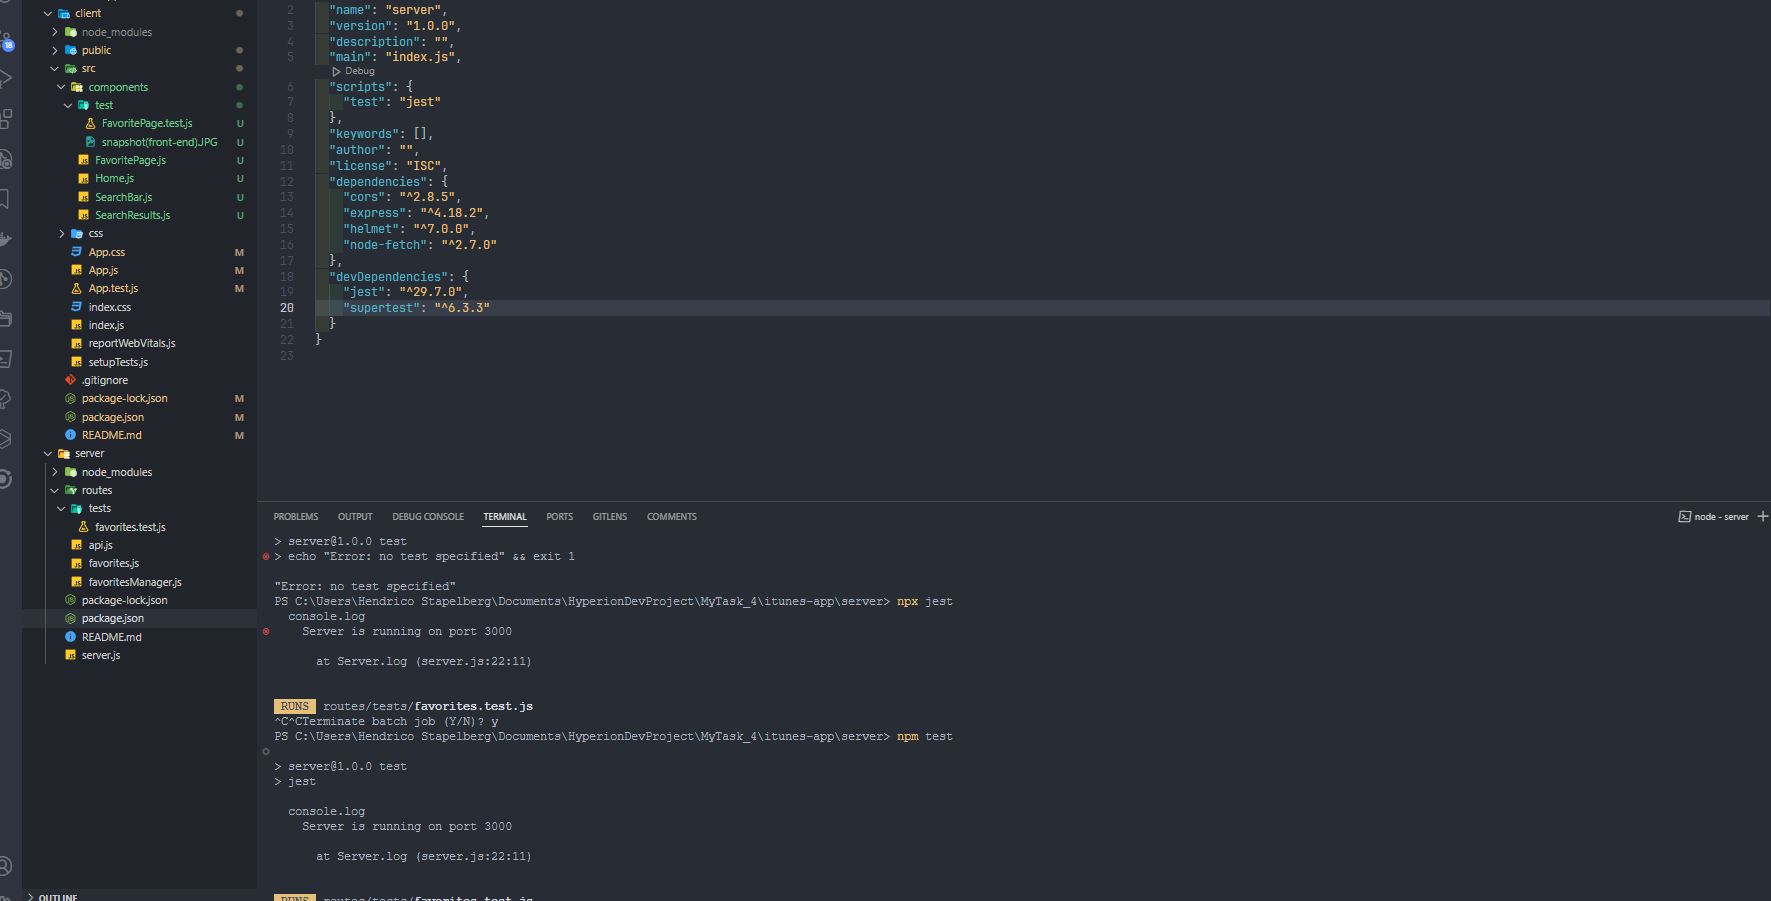 client
node_modules
public
src
components
test
FavoritePage.test.js U
snapshot(front-end).JPG U
FavoritePage.js U
Home.js U
SearchBar.js U
SearchResults.js U
css
App.css M
App.js M
App.test.js M
index.css
index.js
reportWebVitals.js
setupTests.js
.gitignore
package-lock.json M
package.json M
README.md M
server
node_modules
routes
tests
favorites.test.js
api.js
favorites.js
favoritesManager.js
package-lock.json
package.json
README.md
server.js
OUTLINE
18
2 "name": "server",
3 "version": "1.0.0",
4 "description": "",
5 "main": "index.js",
Debug
6 "scripts": {
7 "test": "jest"
8 },
9 "keywords": [],
10 "author": "",
11 "license": "ISC",
12 "dependencies": {
13 "cors": "^2.8.5",
14 "express": "^4.18.2",
15 "helmet": "^7.0.0",
16 "node-fetch": "^2.7.0"
17 },
18 "devDependencies": {
19 "jest": "^29.7.0",
20 "supertest": "^6.3.3"
21 }
22 }
23
PROBLEMS OUTPUT DEBUG CONSOLE TERMINAL PORTS GITLENS COMMENTS
node - server
> server@1.0.0 test
> echo "Error: no test specified" && exit 1
"Error: no test specified"
PS C:\Users\Hendrico Stapelberg\Documents\HyperionDevProject\MyTask_4\itunes-app\server> npx jest
console.log
Server is running on port 3000
at Server.log (server.js:22:11)
RUNS routes/tests/favorites.test.js
^C^CTerminate batch job (Y/N)? y
PS C:\Users\Hendrico Stapelberg\Documents\HyperionDevProject\MyTask_4\itunes-app\server> npm test
> server@1.0.0 test
> jest
console.log
Server is running on port 3000
at Server.log (server.js:22:11)
RUNS routes/tests/favorites.test.js